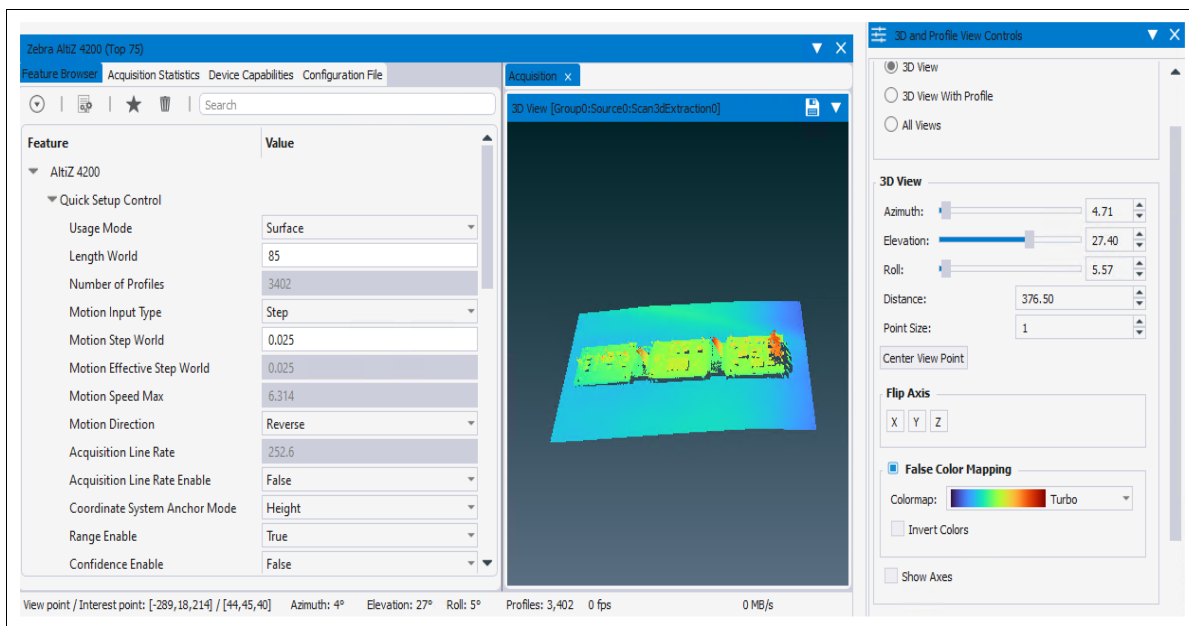 Zebra AltiZ 4200 (Top 75)
Feature Browser Acquisition Statistics Device Capabilities Configuration File
Search
Feature Value
AltiZ 4200
Quick Setup Control
Usage Mode Surface
Length World 85
Number of Profiles 3402
Motion Input Type Step
Motion Step World 0.025
Motion Effective Step World 0.025
Motion Speed Max 6.314
Motion Direction Reverse
Acquisition Line Rate 252.6
Acquisition Line Rate Enable False
Coordinate System Anchor Mode Height
Range Enable True
Confidence Enable False
Acquisition x
3D View [Group0:Source0:Scan3dExtraction0]
View point / Interest point: [-289,18,214] / [44,45,40] Azimuth: 4° Elevation: 27° Roll: 5° Profiles: 3,402 0 fps 0 MB/s
3D and Profile View Controls
3D View
3D View With Profile
All Views
3D View
Azimuth: 4.71
Elevation: 27.40
Roll: 5.57
Distance: 376.50
Point Size: 1
Center View Point
Flip Axis
X Y Z
False Color Mapping
Colormap: Turbo
Invert Colors
Show Axes